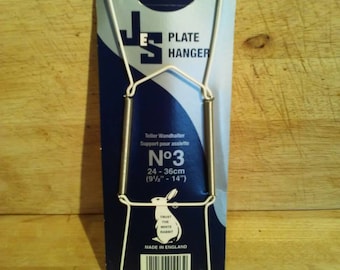 JES
PLATE
HANGER
Teller Wandhalter
Support pour assiette
No3
24 - 36cm
(9½" - 14")
TRUST
THE
WHITE
RABBIT
MADE IN ENGLAND